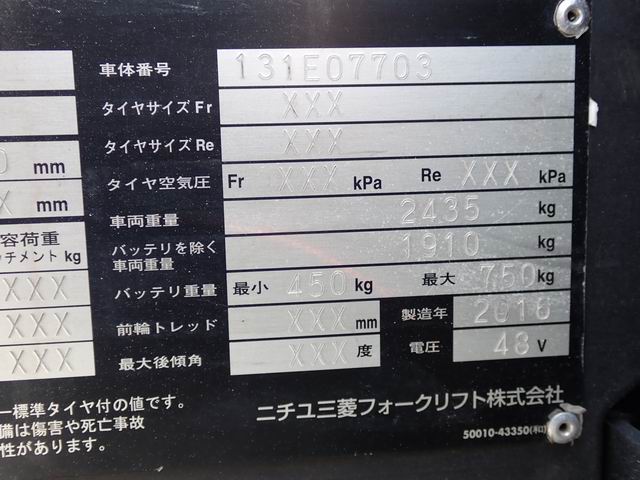 車体番号 131E07703
タイヤサイズ Fr XXX
タイヤサイズ Re XXX
mm タイヤ空気圧 Fr XXX kPa Re XXX kPa
X mm 車両重量 2435 kg
容荷重 バッテリを除く
車両重量 1910 kg
チメント kg
XXX バッテリ重量 最小 450 kg 最大 750 kg
XXX 前輪トレッド XXX mm 製造年 2016
XXX 最大後傾角 XXX 度 電圧 48 V
ー標準タイヤ付の値です。
備は傷害や死亡事故
性があります。
ニチユ三菱フォークリフト株式会社
50010-43350(和)